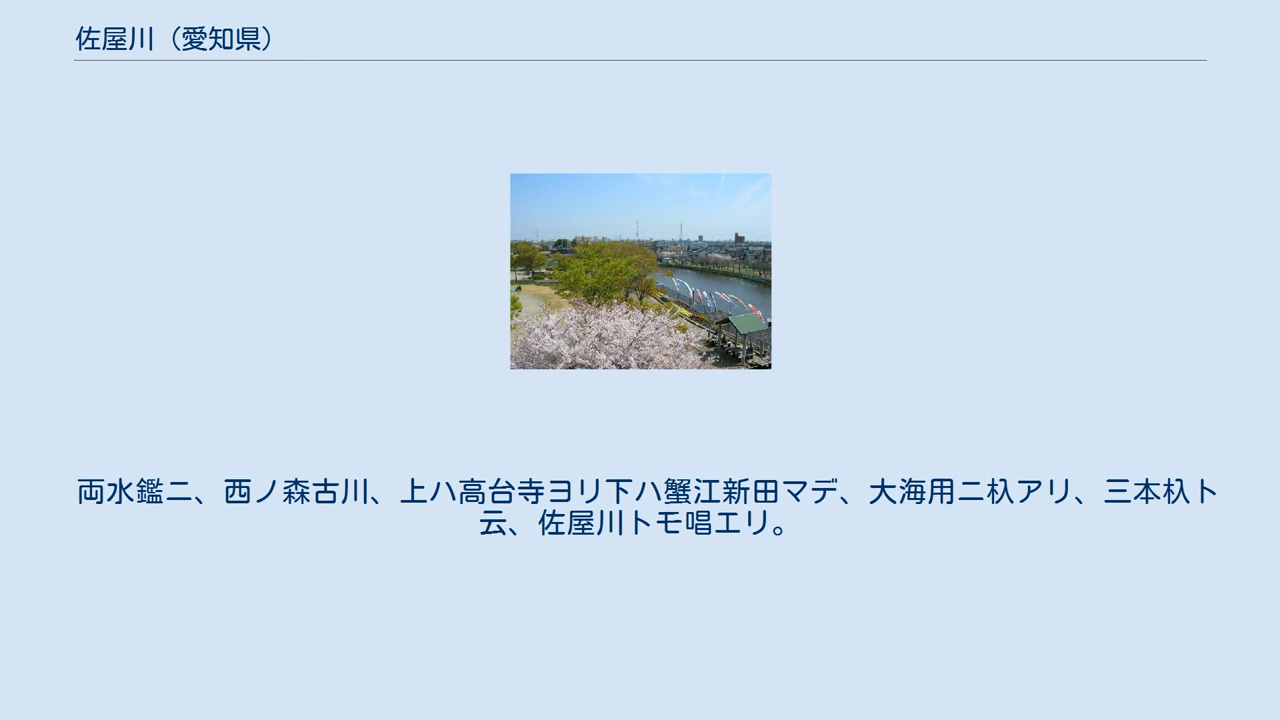 佐屋川（愛知県）
両水鑑ニ、西ノ森古川、上ハ高台寺ヨリ下ハ蟹江新田マデ、大海用ニ杁アリ、三本杁ト
云、佐屋川トモ唱エリ。